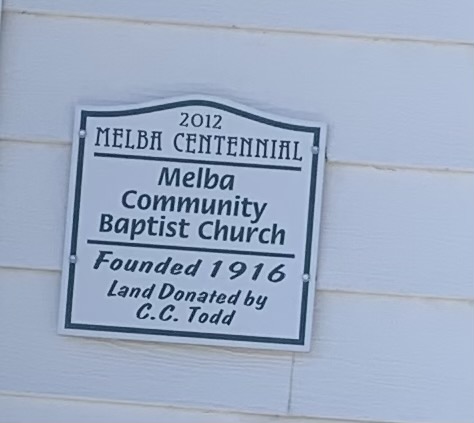 2012
MELBA CENTENNIAL
Melba
Community
Baptist Church
Founded 1916
Land Donated by
C.C. Todd